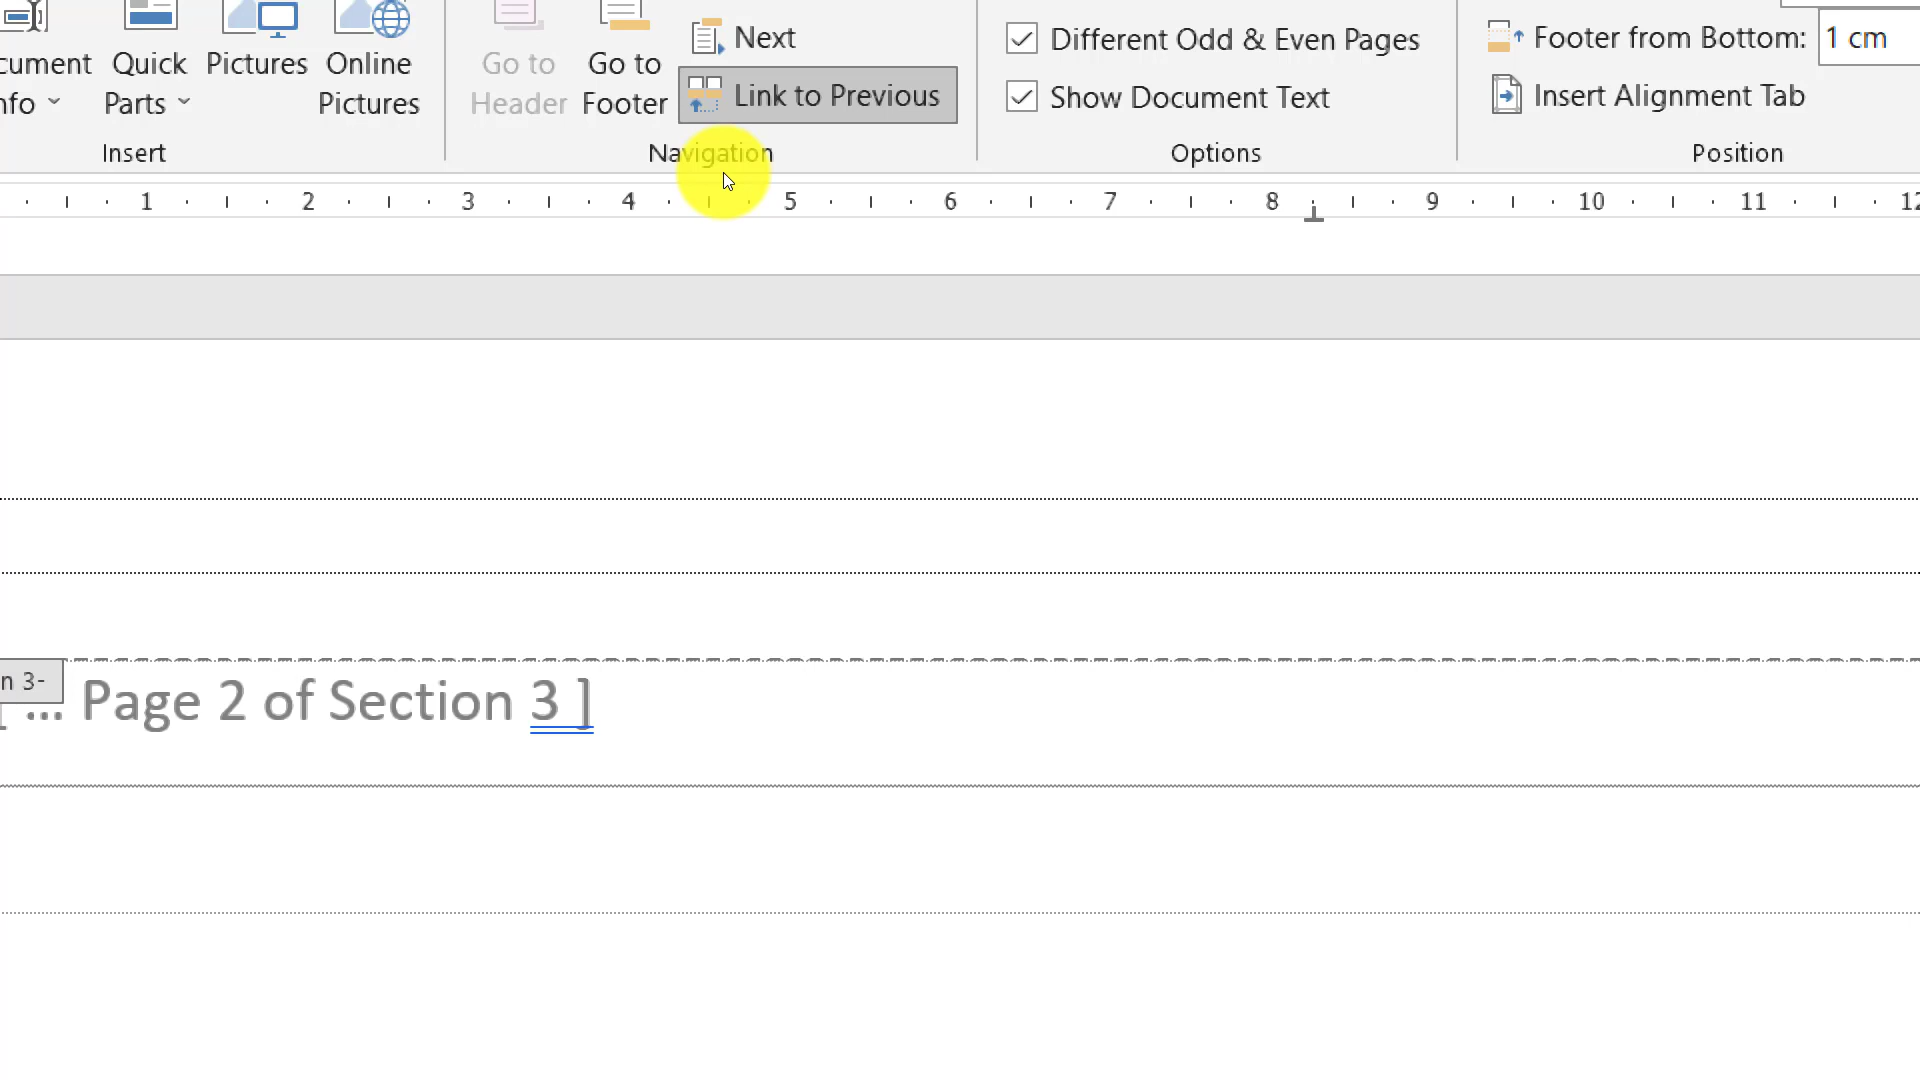 cument
nfo
Quick
Parts
Pictures
Online
Pictures
Insert
Go to
Header
Go to
Footer
Next
Link to Previous
Navigation
Different Odd & Even Pages
Show Document Text
Options
Footer from Bottom: 1 cm
Insert Alignment Tab
Position
1 2 3 4 5 6 7 8 9 10 11 12
n 3-
[ ... Page 2 of Section 3 ]